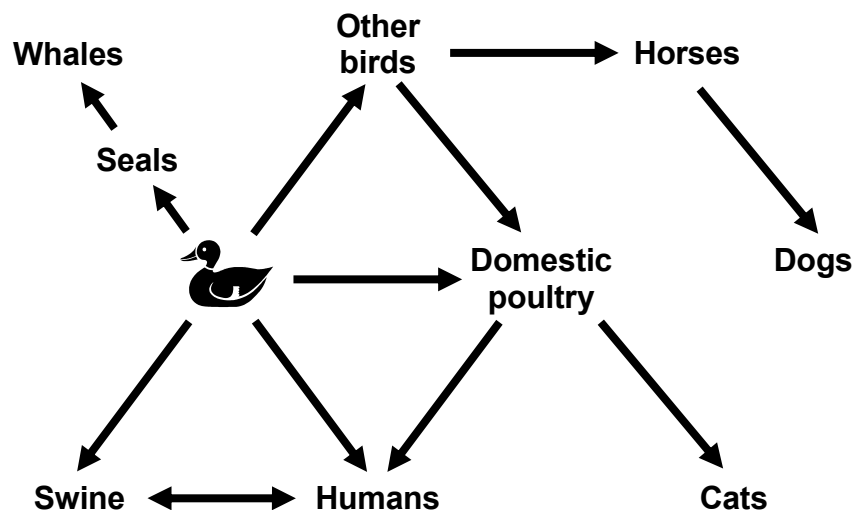 Whales
Other
birds
Horses
Seals
Domestic
poultry
Dogs
Swine
Humans
Cats